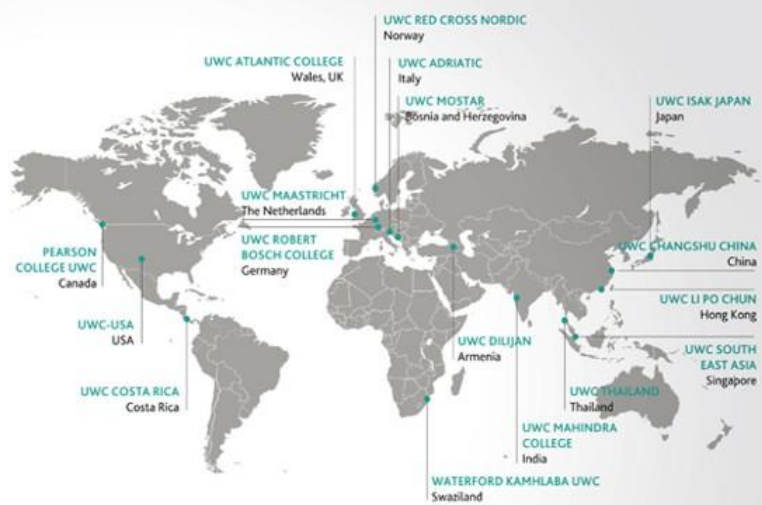 UWC RED CROSS NORDIC
Norway
UWC ATLANTIC COLLEGE
Wales, UK
UWC ADRIATIC
Italy
UWC MOSTAR
Bosnia and Herzegovina
UWC ISAK JAPAN
Japan
UWC MAASTRICHT
The Netherlands
UWC ROBERT
BOSCH COLLEGE
Germany
PEARSON
COLLEGE UWC
Canada
UWC CHANGSHU CHINA
China
UWC LI PO CHUN
Hong Kong
UWC-USA
USA
UWC DILIJAN
Armenia
UWC SOUTH
EAST ASIA
Singapore
UWC COSTA RICA
Costa Rica
UWC THAILAND
Thailand
UWC MAHINDRA
COLLEGE
India
WATERFORD KAMHLABA UWC
Swaziland